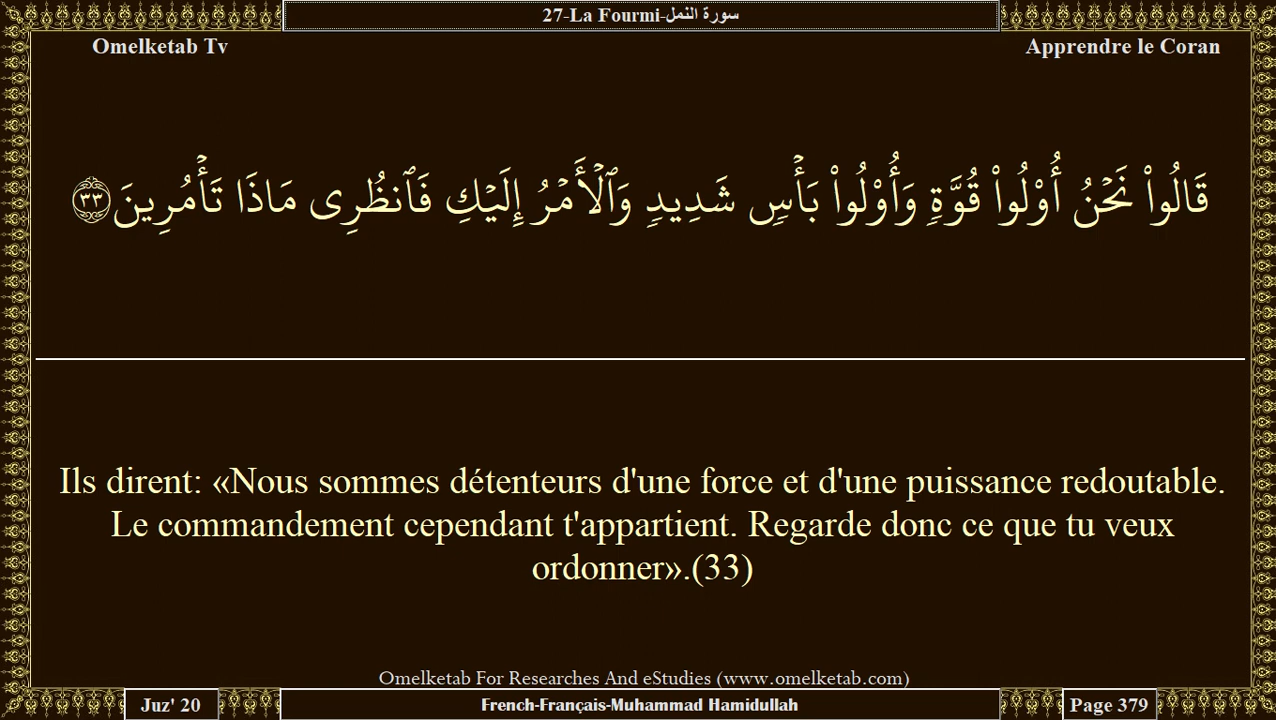 27-La Fourmi-سورة النمل
Omelketab Tv
Apprendre le Coran
قَالُوا۟ نَحْنُ أُو۟لُوا۟ قُوَّةٍۢ وَأُو۟لُوا۟ بَأْسٍۢ شَدِيدٍۢ وَٱلْأَمْرُ إِلَيْكِ فَٱنظُرِى مَاذَا تَأْمُرِينَ ٣٣
Ils dirent: «Nous sommes détenteurs d'une force et d'une puissance redoutable.
Le commandement cependant t'appartient. Regarde donc ce que tu veux
ordonner».(33)
Omelketab For Researches And eStudies (www.omelketab.com)
Juz' 20
French-Français-Muhammad Hamidullah
Page 379